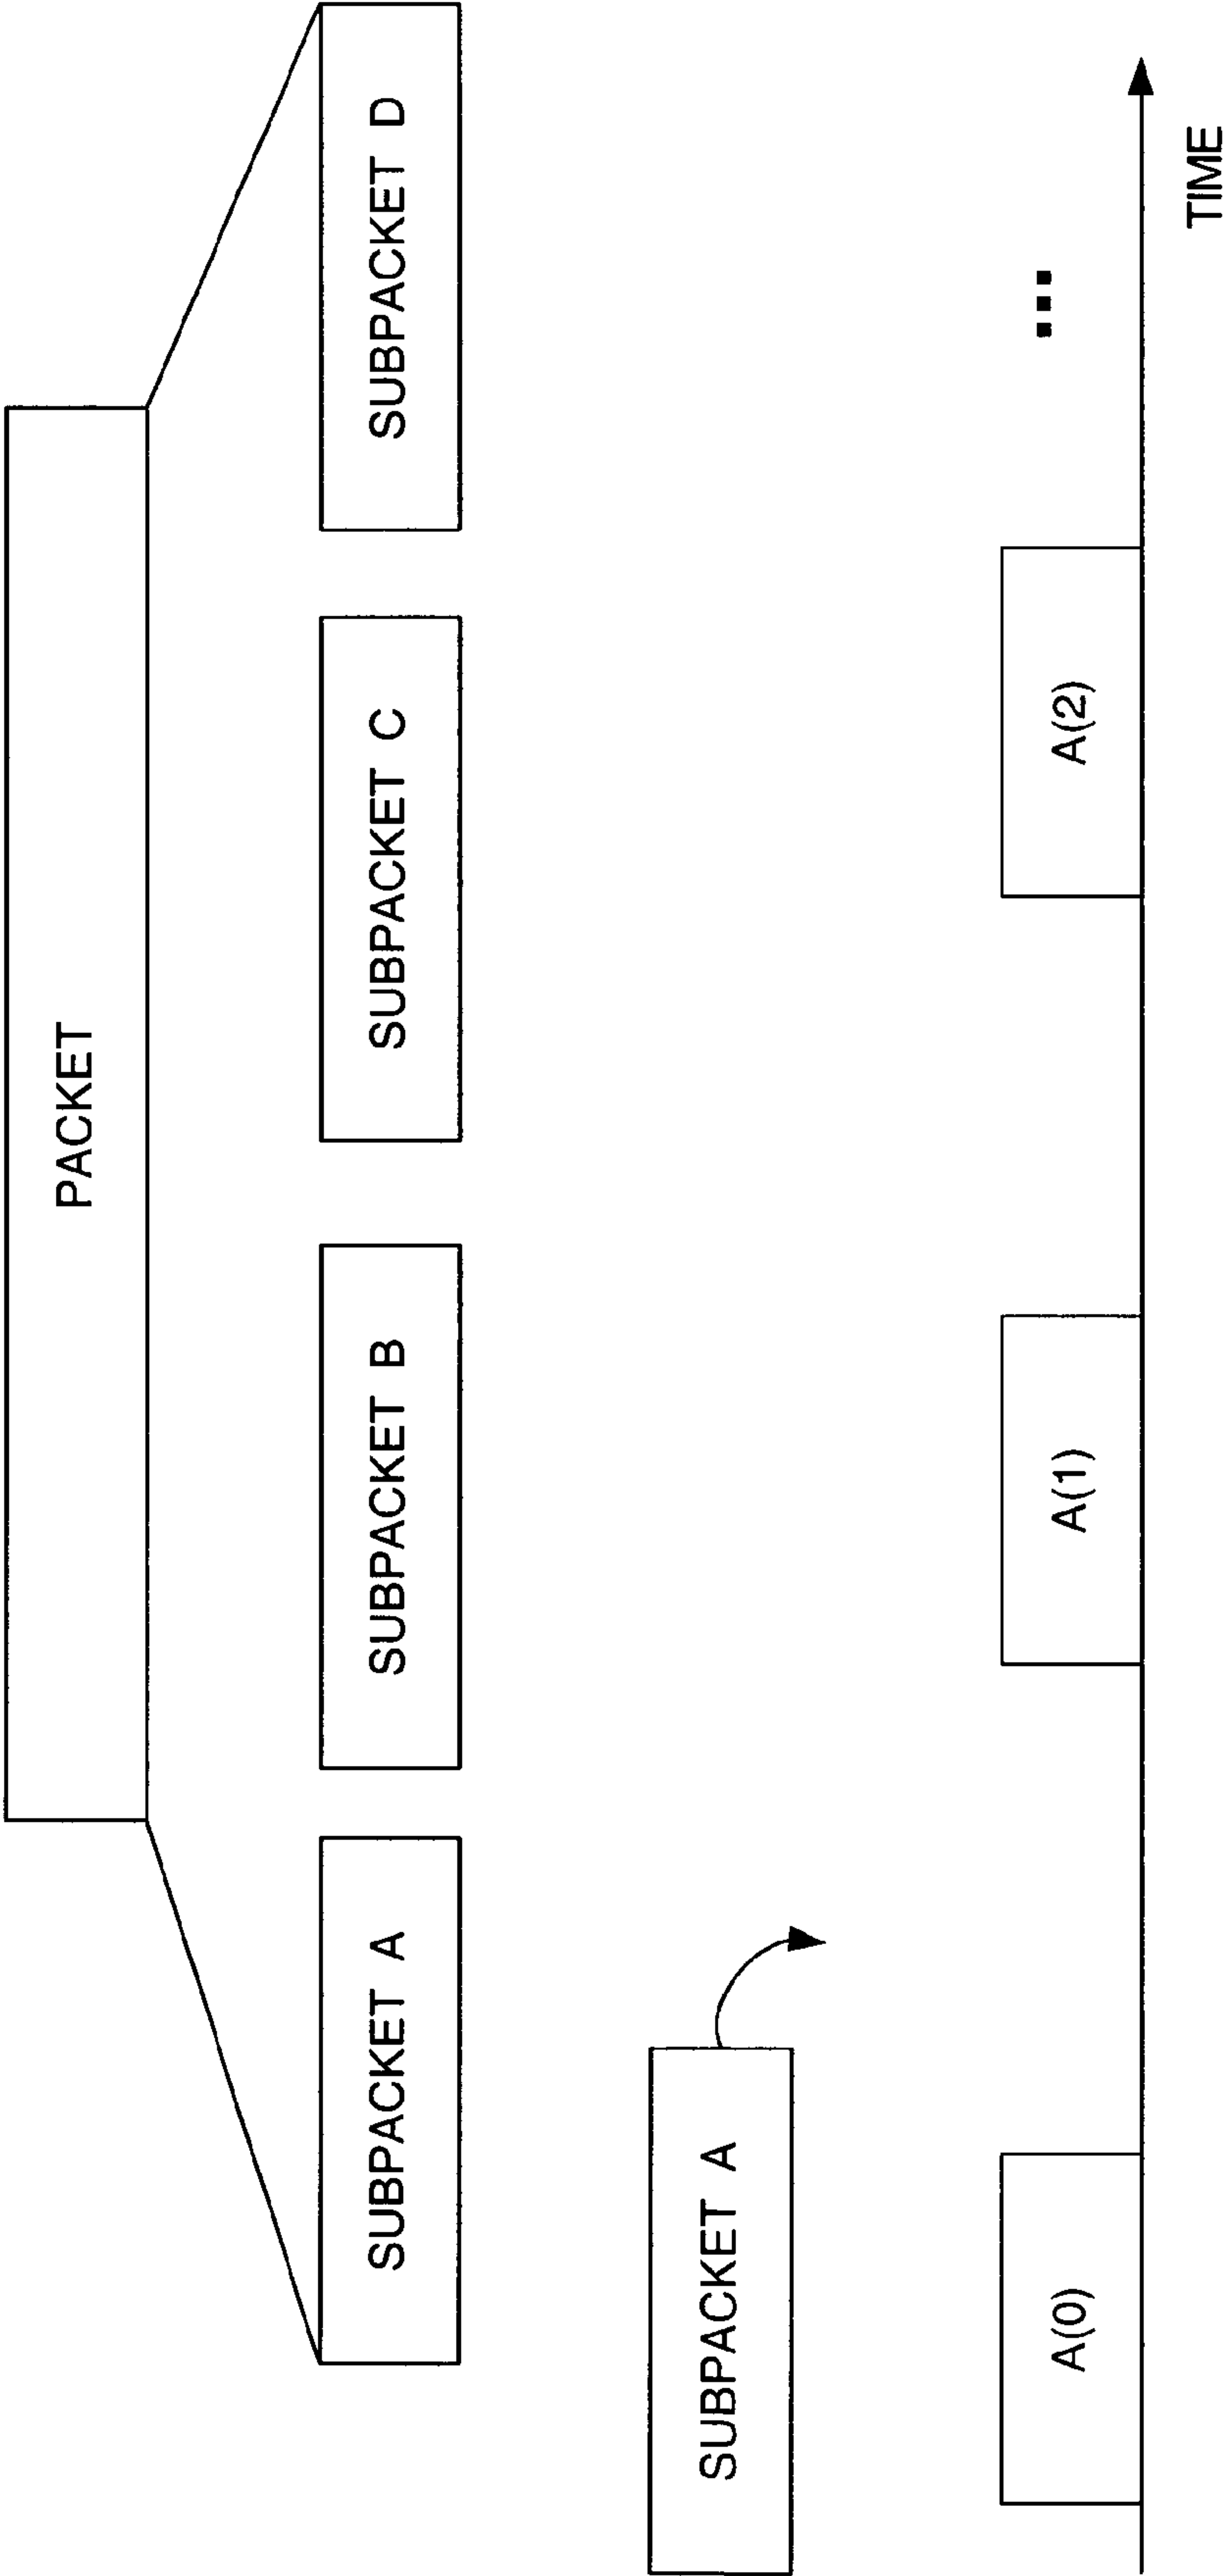 PACKET
SUBPACKET A
SUBPACKET B
SUBPACKET C
SUBPACKET D
SUBPACKET A
A(0)
A(1)
A(2)
...
TIME